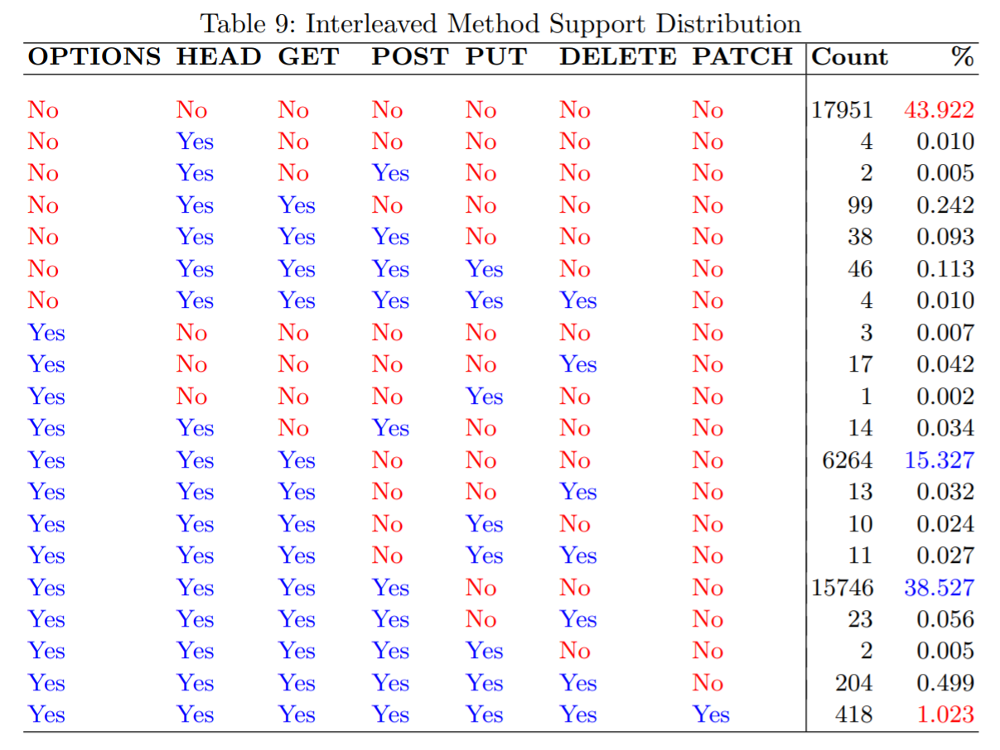 Table 9: Interleaved Method Support Distribution
OPTIONS HEAD GET POST PUT DELETE PATCH Count %
No No No No No No No 17951 43.922
No Yes No No No No No 4 0.010
No Yes No Yes No No No 2 0.005
No Yes Yes No No No No 99 0.242
No Yes Yes Yes No No No 38 0.093
No Yes Yes Yes Yes No No 46 0.113
No Yes Yes Yes Yes Yes No 4 0.010
Yes No No No No No No 3 0.007
Yes No No No No Yes No 17 0.042
Yes No No No Yes No No 1 0.002
Yes Yes No Yes No No No 14 0.034
Yes Yes Yes No No No No 6264 15.327
Yes Yes Yes No No Yes No 13 0.032
Yes Yes Yes No Yes No No 10 0.024
Yes Yes Yes No Yes Yes No 11 0.027
Yes Yes Yes Yes No No No 15746 38.527
Yes Yes Yes Yes No Yes No 23 0.056
Yes Yes Yes Yes Yes No No 2 0.005
Yes Yes Yes Yes Yes Yes No 204 0.499
Yes Yes Yes Yes Yes Yes Yes 418 1.023